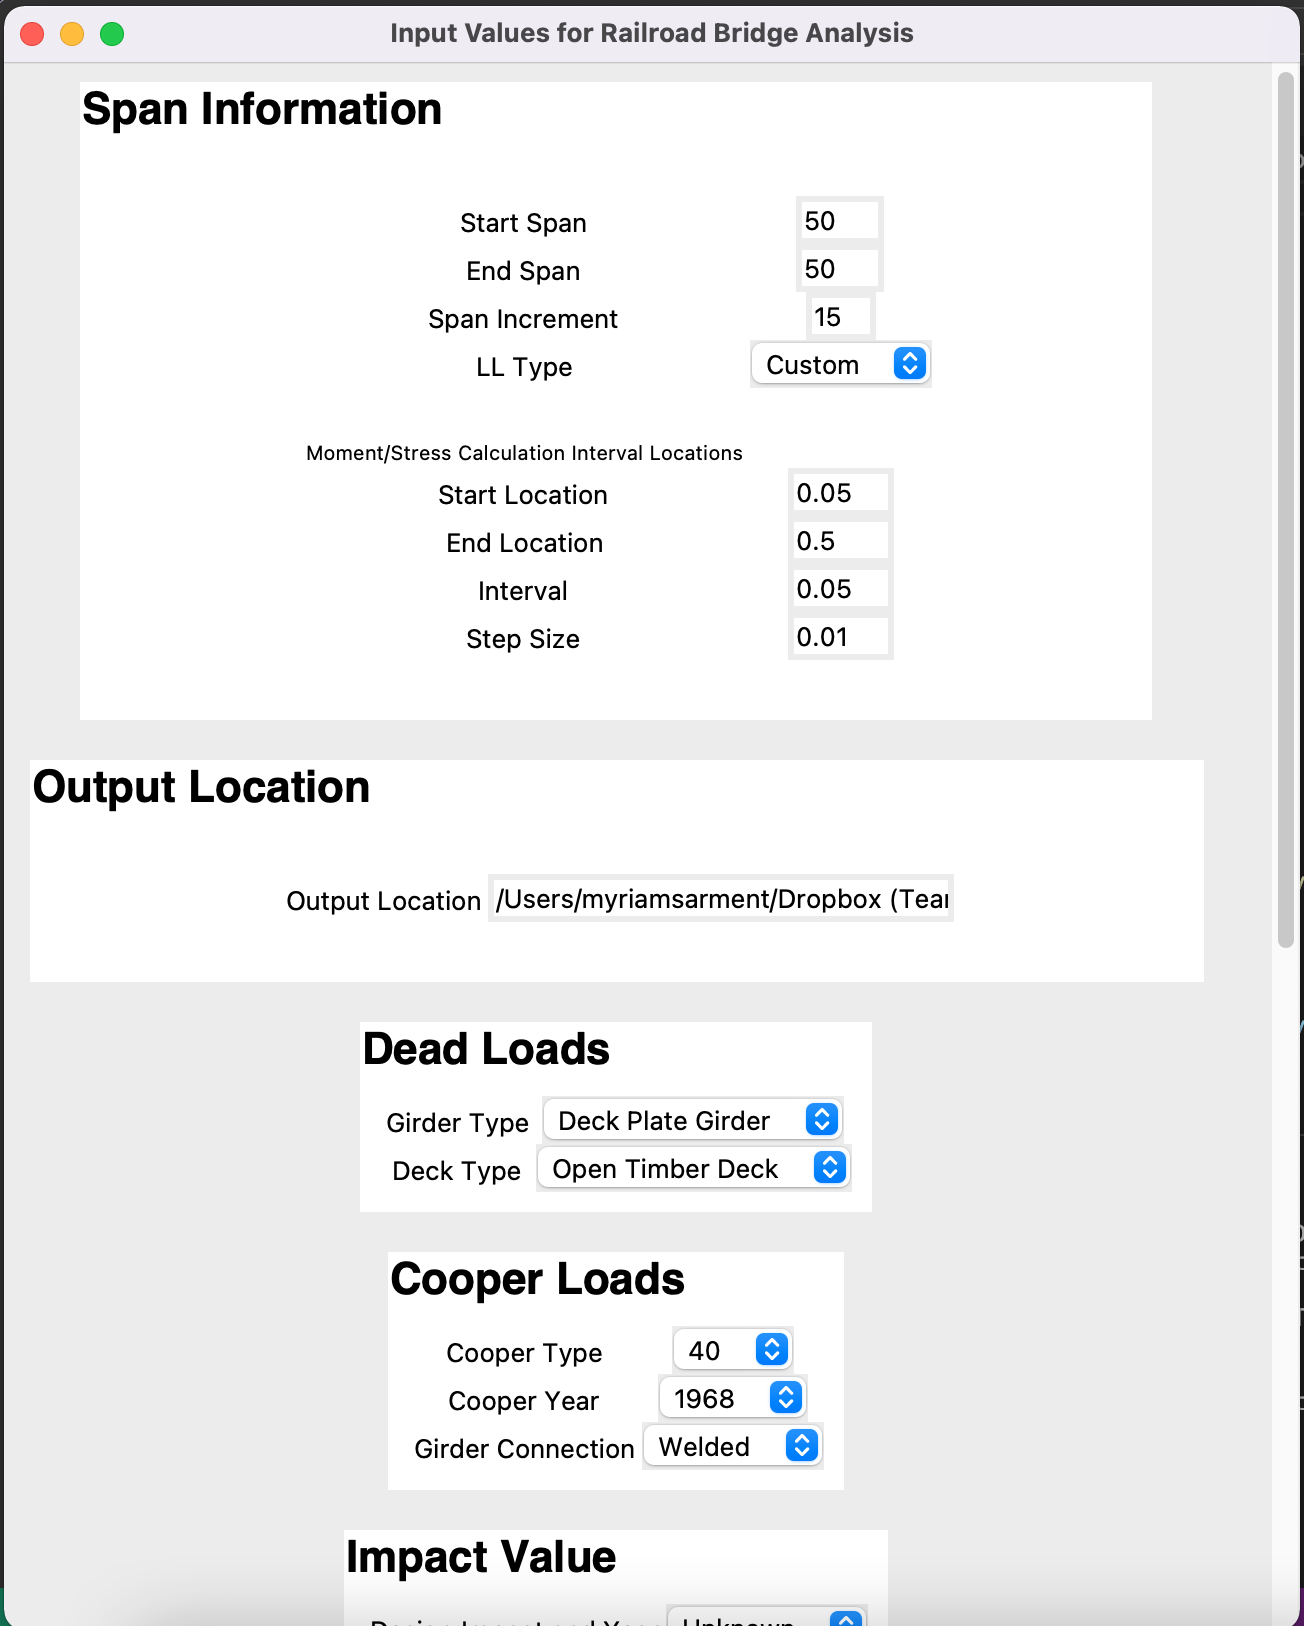 Input Values for Railroad Bridge Analysis
Span Information
Start Span 50
End Span 50
Span Increment 15
LL Type Custom
Moment/Stress Calculation Interval Locations
Start Location 0.05
End Location 0.5
Interval 0.05
Step Size 0.01
Output Location
Output Location /Users/myriamsarment/Dropbox (Tear
Dead Loads
Girder Type Deck Plate Girder
Deck Type Open Timber Deck
Cooper Loads
Cooper Type 40
Cooper Year 1968
Girder Connection Welded
Impact Value
Unknown